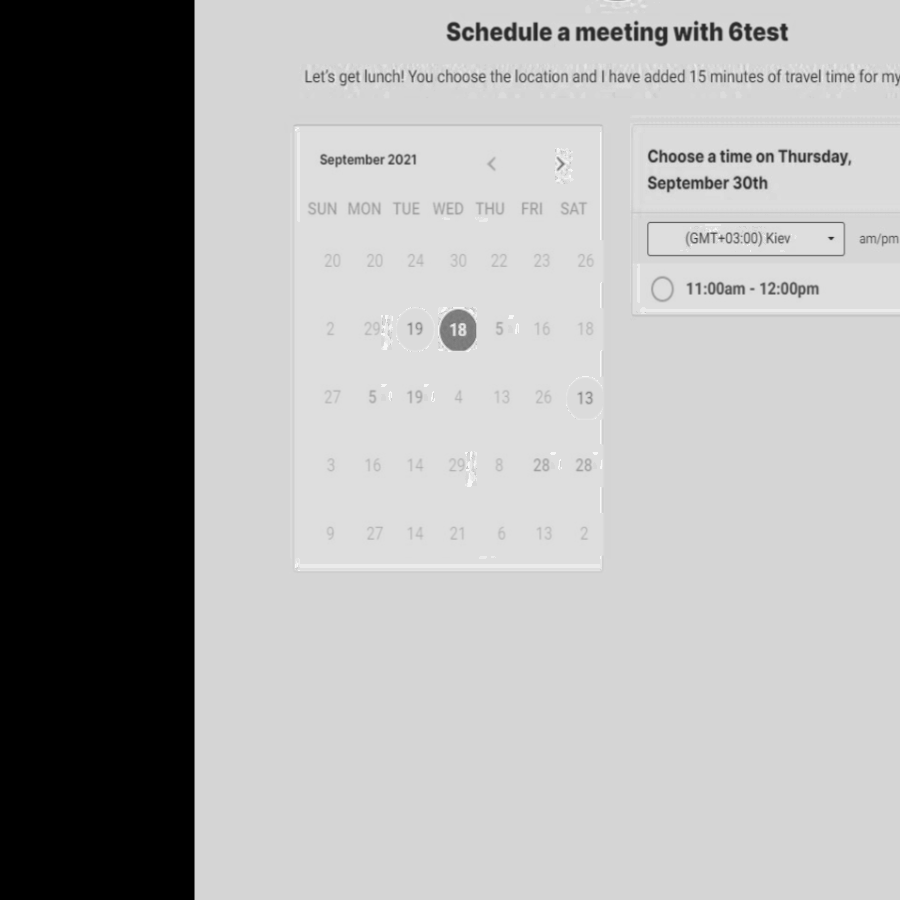 Schedule a meeting with 6test
Let's get lunch! You choose the location and I have added 15 minutes of travel time for my
September 2021
SUN MON TUE WED THU FRI SAT
20 20 24 30 22 23 26
2 29 19 18 5 16 18
27 5 19 4 13 26 13
3 16 14 29 8 28 28
9 27 14 21 6 13 2
Choose a time on Thursday,
September 30th
(GMT+03:00) Kiev am/pm
11:00am - 12:00pm